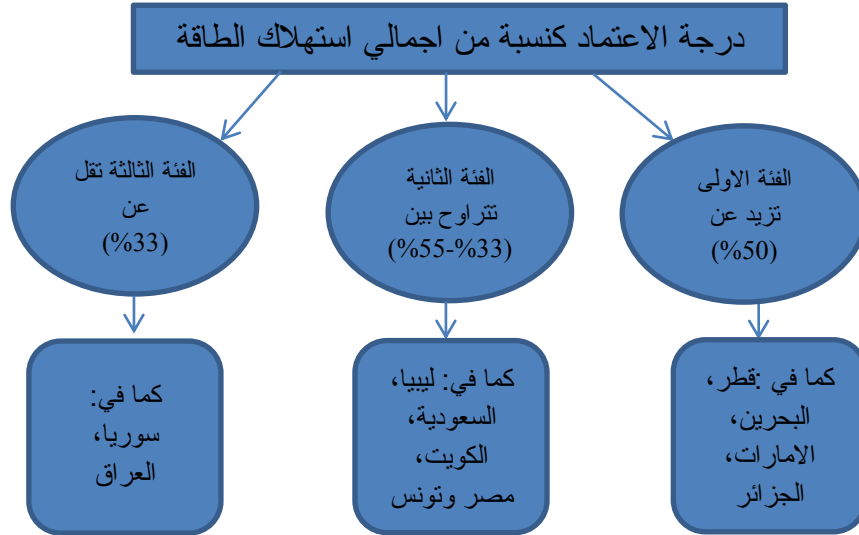 درجة الاعتماد كنسبة من اجمالي استهلاك الطاقة
الفئة الاولى
تزيد عن
(%50)
الفئة الثانية
تتراوح بين
(%55-%33)
الفئة الثالثة تقل
عن
(%33)
كما في :قطر،
البحرين،
الامارات،
الجزائر
كما في: ليبيا،
السعودية،
الكويت،
مصر وتونس
كما في:
سوريا،
العراق